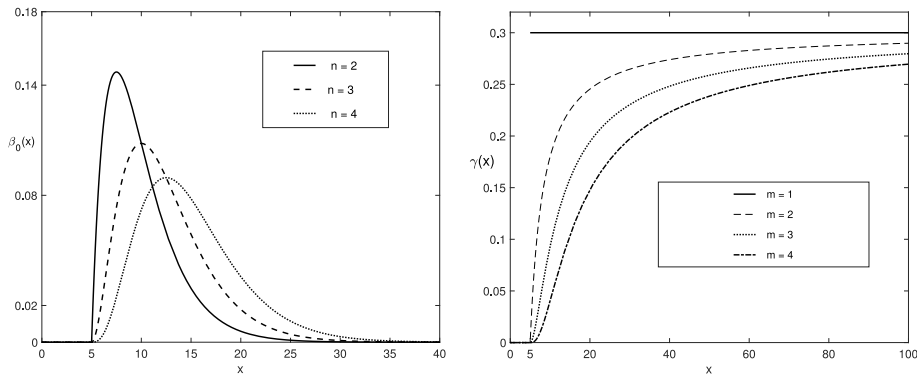 0.18
0.14
β₀(x)
0.08
0.02
0
n = 2
n = 3
n = 4
0 5 10 15 20 25 30 35 40
x
0.3
0.25
0.2
γ(x)
0.15
0.1
0.05
0
m = 1
m = 2
m = 3
m = 4
0 5 20 40 60 80 100
x